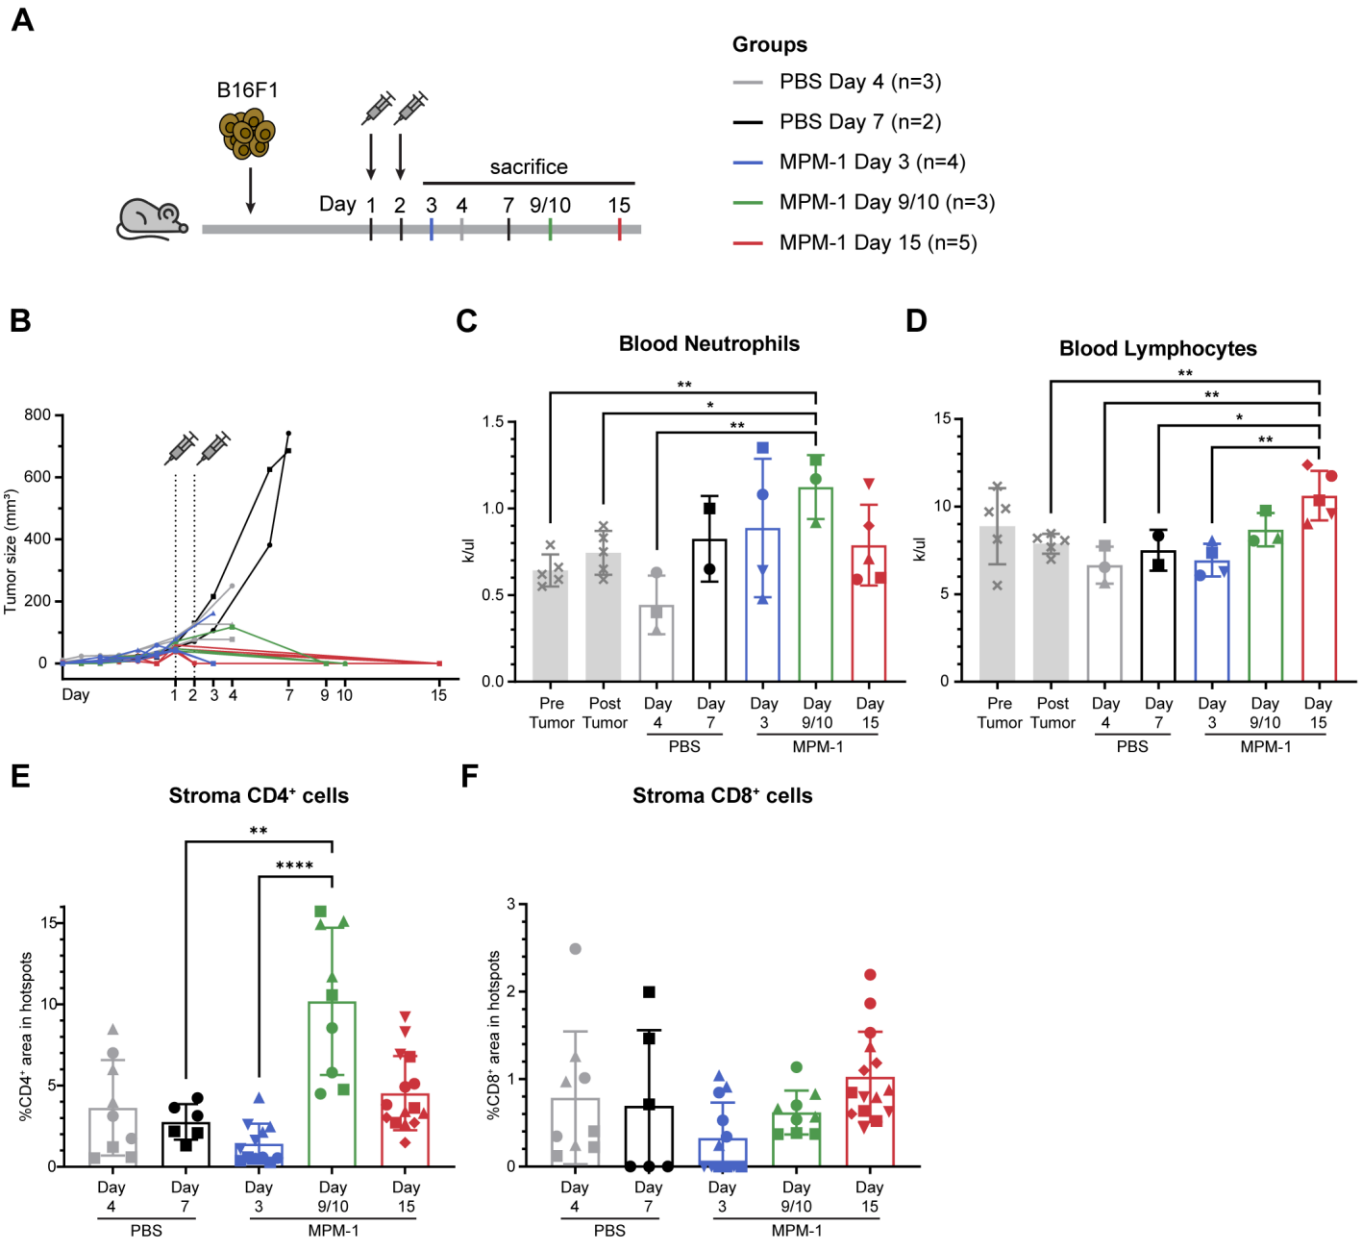 A
B16F1
sacrifice
Day 1 2 3 4 7 9/10 15
Groups
PBS Day 4 (n=3)
PBS Day 7 (n=2)
MPM-1 Day 3 (n=4)
MPM-1 Day 9/10 (n=3)
MPM-1 Day 15 (n=5)
B
Tumor size (mm³)
800
600
400
200
0
Day 1 2 3 4 7 9 10 15
C
Blood Neutrophils
**
*
**
k/ul
1.5
1.0
0.5
0.0
Pre Post Day Day Day Day Day
Tumor Tumor 4 7 3 9/10 15
PBS MPM-1
D
Blood Lymphocytes
**
**
*
**
k/ul
15
10
5
0
Pre Post Day Day Day Day Day
Tumor Tumor 4 7 3 9/10 15
PBS MPM-1
E
Stroma CD4⁺ cells
**
****
%CD4⁺ area in hotspots
15
10
5
0
Day Day Day Day Day
4 7 3 9/10 15
PBS MPM-1
F
Stroma CD8⁺ cells
%CD8⁺ area in hotspots
3
2
1
0
Day Day Day Day Day
4 7 3 9/10 15
PBS MPM-1